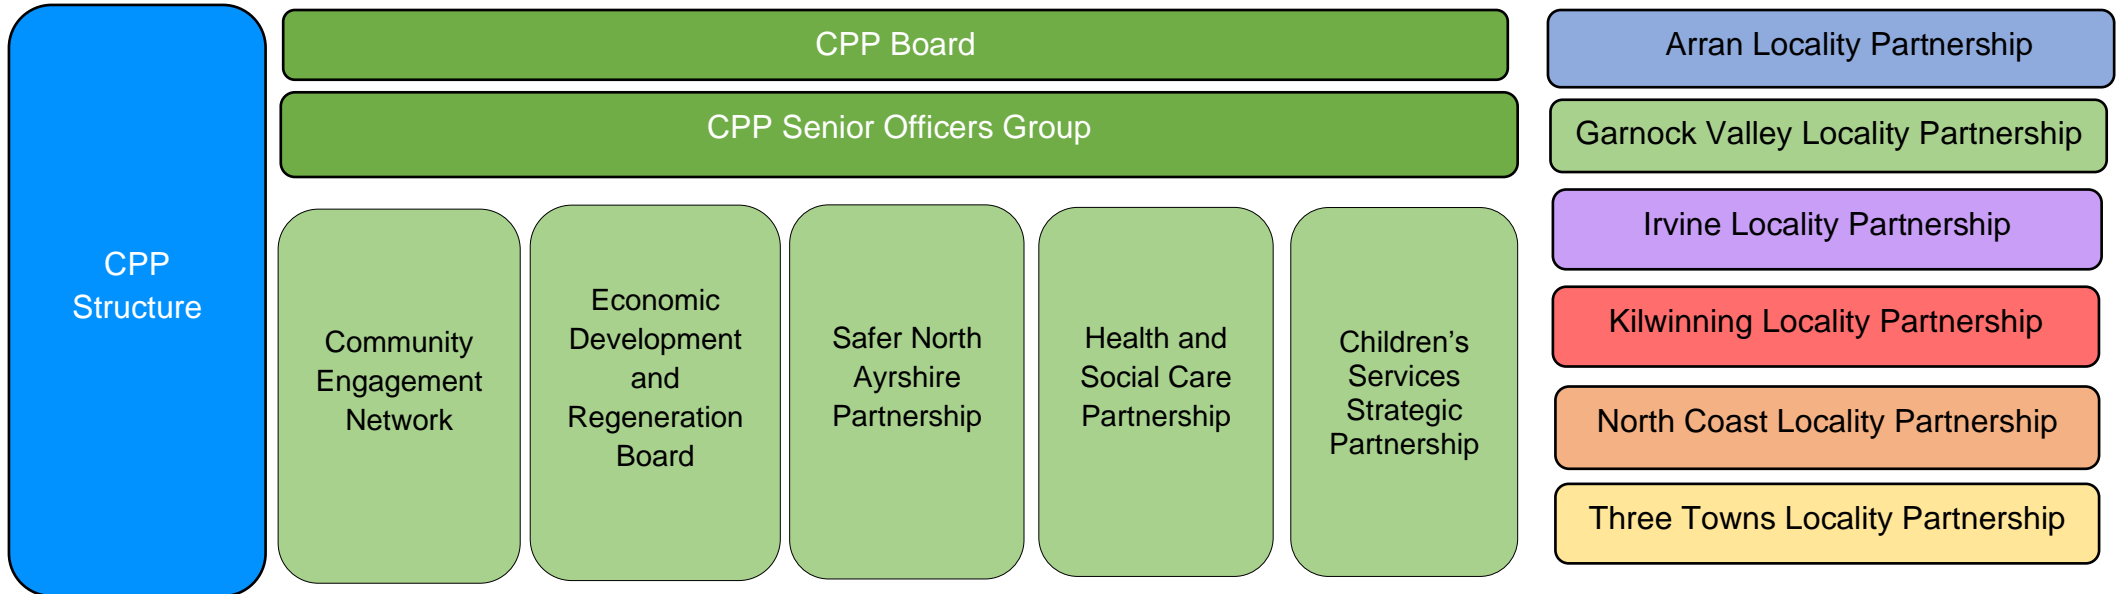 CPP
Structure
CPP Board
CPP Senior Officers Group
Community
Engagement
Network
Economic
Development
and
Regeneration
Board
Safer North
Ayrshire
Partnership
Health and
Social Care
Partnership
Children’s
Services
Strategic
Partnership
Arran Locality Partnership
Garnock Valley Locality Partnership
Irvine Locality Partnership
Kilwinning Locality Partnership
North Coast Locality Partnership
Three Towns Locality Partnership